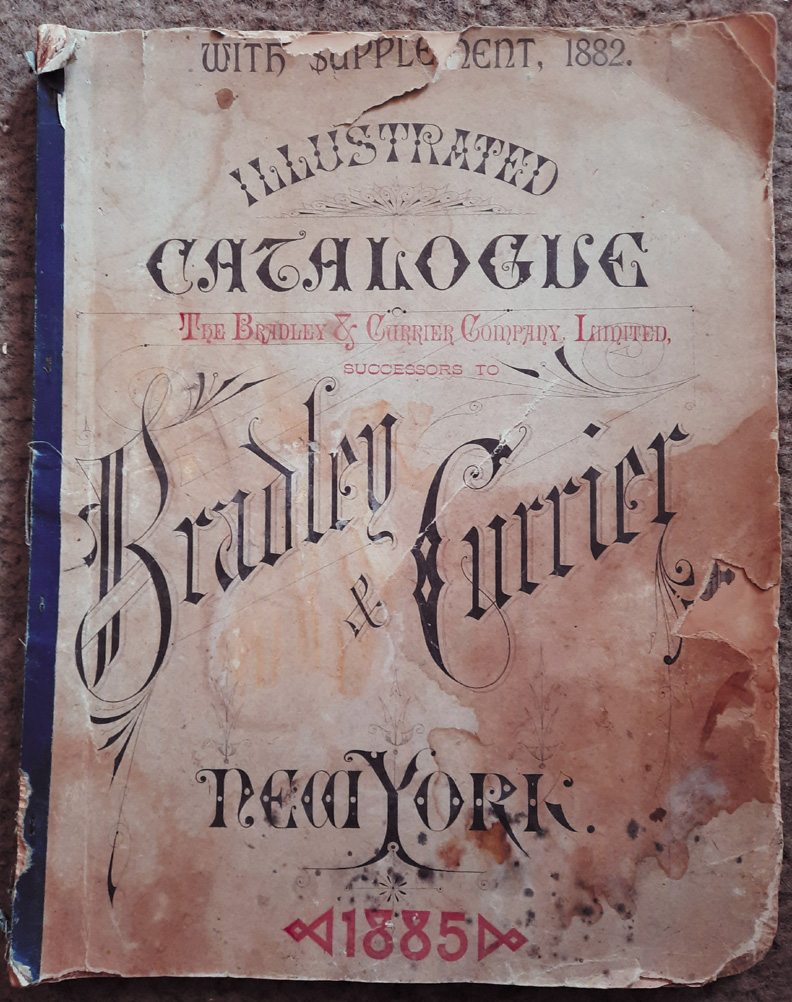 WITH SUPPLEMENT, 1882.
ILLUSTRATED
CATALOGUE
THE BRADLEY & CURRIER COMPANY, LIMITED,
SUCCESSORS TO
Bradley
& Currier
NEW YORK.
1885